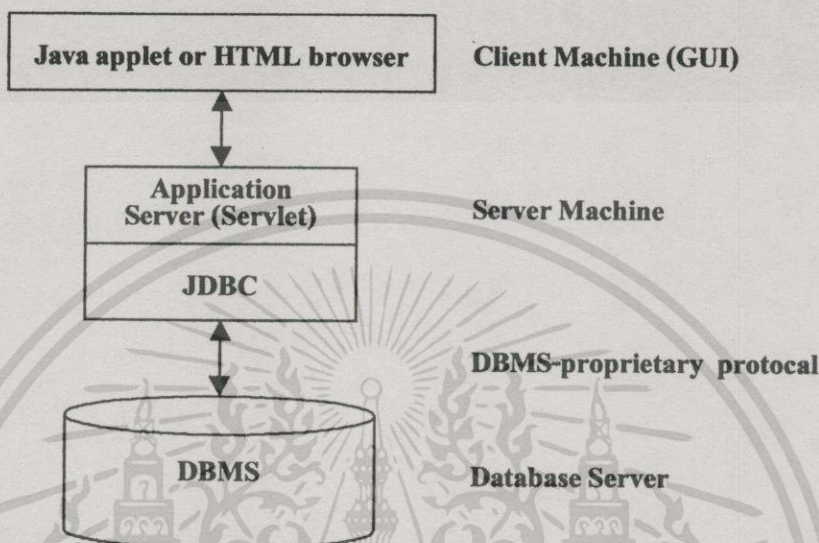 Java applet or HTML browser
Client Machine (GUI)
Application
Server (Servlet)
Server Machine
JDBC
DBMS-proprietary protocal
DBMS
Database Server